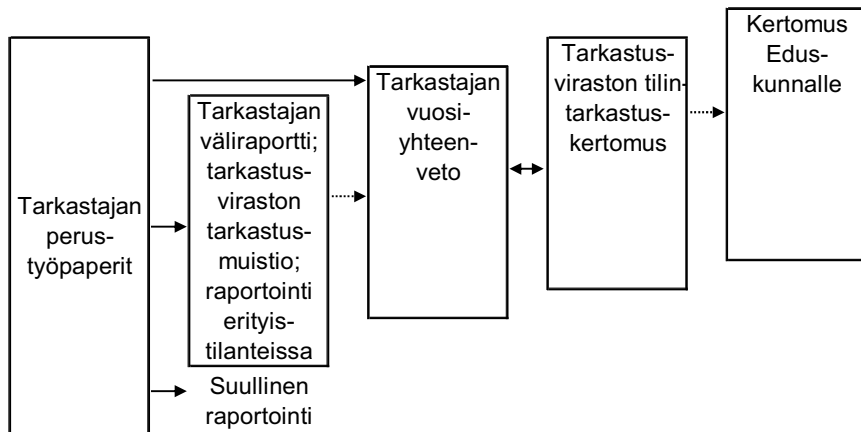 Tarkastajan
perus-
työpaperit
Tarkastajan
väliraportti;
tarkastus-
viraston
tarkastus-
muistio;
raportointi
erityis-
tilanteissa
Suullinen
raportointi
Tarkastajan
vuosi-
yhteen-
veto
Tarkastus-
viraston tilin-
tarkastus-
kertomus
Kertomus
Edus-
kunnalle